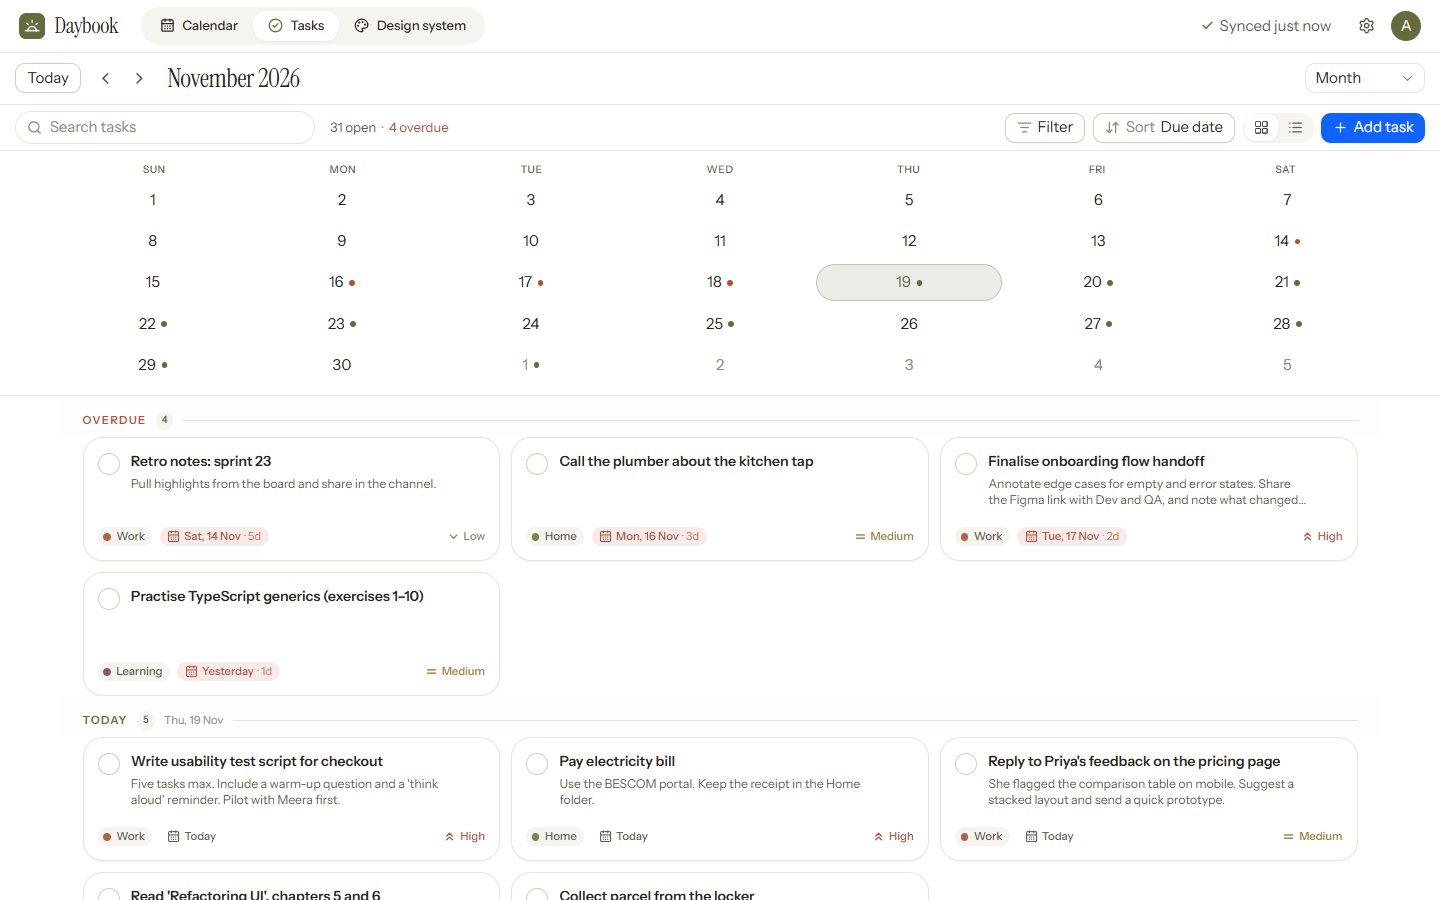 Daybook
Calendar
Tasks
Design system
Synced just now
A
Today
November 2026
Month
Search tasks
31 open · 4 overdue
Filter
Sort Due date
Add task
SUN MON TUE WED THU FRI SAT
1 2 3 4 5 6 7
8 9 10 11 12 13 14
15 16 17 18 19 20 21
22 23 24 25 26 27 28
29 30 1 2 3 4 5
OVERDUE 4
Retro notes: sprint 23
Pull highlights from the board and share in the channel.
Work Sat, 14 Nov · 5d Low
Call the plumber about the kitchen tap
Home Mon, 16 Nov · 3d Medium
Finalise onboarding flow handoff
Annotate edge cases for empty and error states. Share
the Figma link with Dev and QA, and note what changed…
Work Tue, 17 Nov · 2d High
Practise TypeScript generics (exercises 1–10)
Learning Yesterday · 1d Medium
TODAY 5 Thu, 19 Nov
Write usability test script for checkout
Five tasks max. Include a warm-up question and a 'think
aloud' reminder. Pilot with Meera first.
Work Today High
Pay electricity bill
Use the BESCOM portal. Keep the receipt in the Home
folder.
Home Today High
Reply to Priya's feedback on the pricing page
She flagged the comparison table on mobile. Suggest a
stacked layout and send a quick prototype.
Work Today Medium
Read 'Refactoring UI', chapters 5 and 6
Collect parcel from the locker